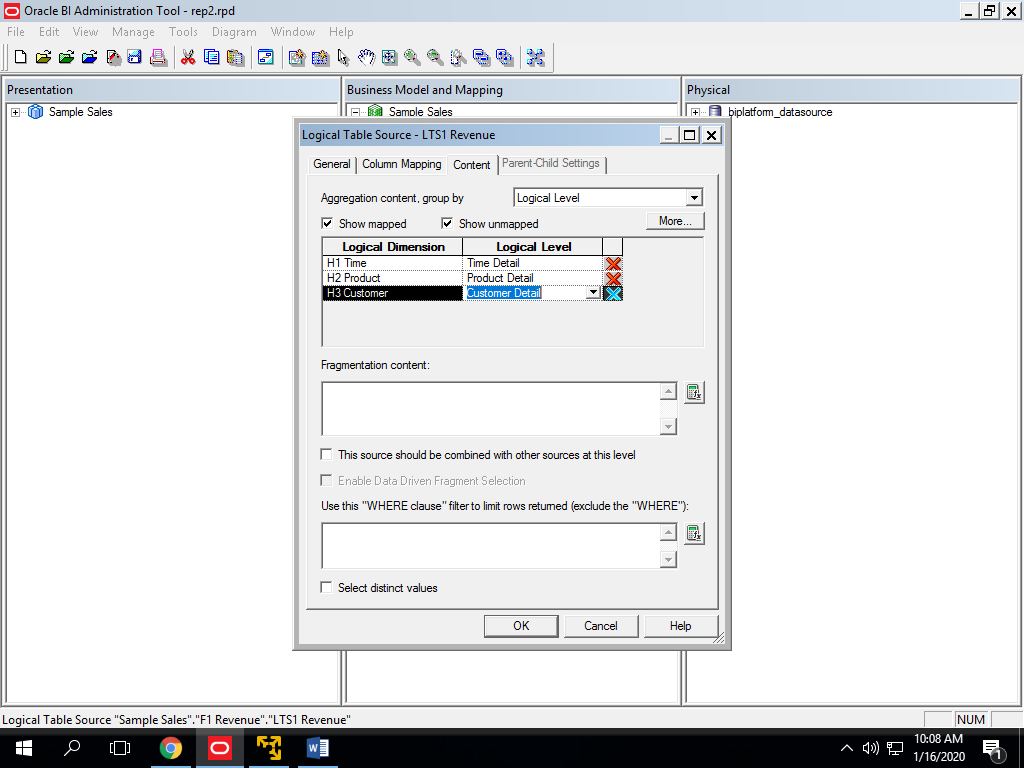 Oracle BI Administration Tool - rep2.rpd
File Edit View Manage Tools Diagram Window Help
Presentation
Business Model and Mapping
Physical
Sample Sales
Sample Sales
biplatform_datasource
Logical Table Source - LTS1 Revenue
General
Column Mapping
Content
Parent-Child Settings
Aggregation content, group by
Logical Level
Show mapped
Show unmapped
More...
Logical Dimension
Logical Level
H1 Time
Time Detail
H2 Product
Product Detail
H3 Customer
Customer Detail
Fragmentation content:
This source should be combined with other sources at this level
Enable Data Driven Fragment Selection
Use this "WHERE clause" filter to limit rows returned (exclude the "WHERE"):
Select distinct values
OK
Cancel
Help
Logical Table Source "Sample Sales"."F1 Revenue"."LTS1 Revenue"
NUM
10:08 AM
1/16/2020
1